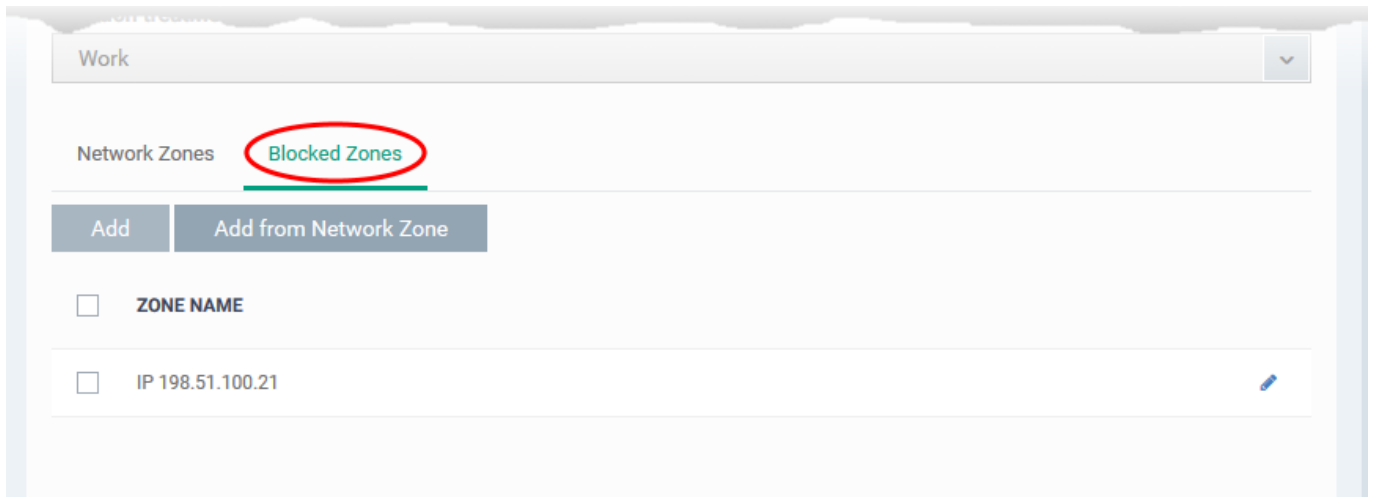 Work
Network Zones Blocked Zones
Add Add from Network Zone
ZONE NAME
IP 198.51.100.21